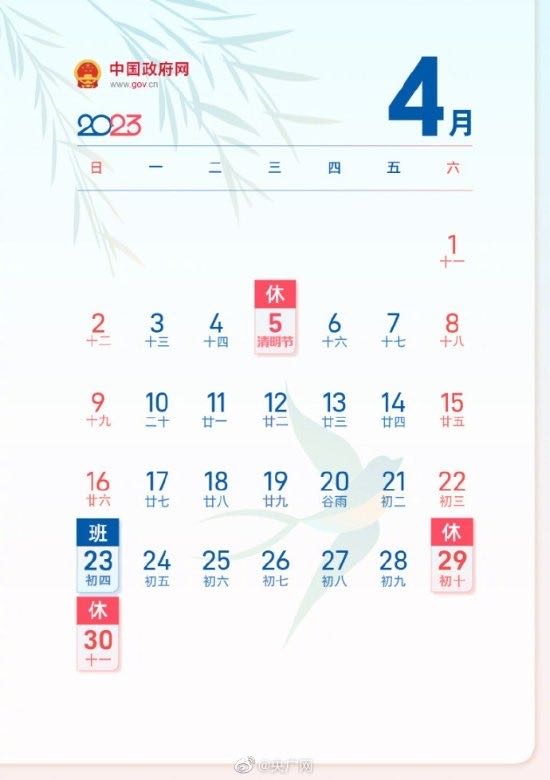 中国政府网
www.gov.cn
2023
4月
日 一 二 三 四 五 六
1
十一
休
2 3 4 5 6 7 8
十二 十三 十四 清明节 十六 十七 十八
9 10 11 12 13 14 15
十九 二十 廿一 廿二 廿三 廿四 廿五
16 17 18 19 20 21 22
廿六 廿七 廿八 廿九 谷雨 初二 初三
班 休
23 24 25 26 27 28 29
初四 初五 初六 初七 初八 初九 初十
休
30
十一
@央广网